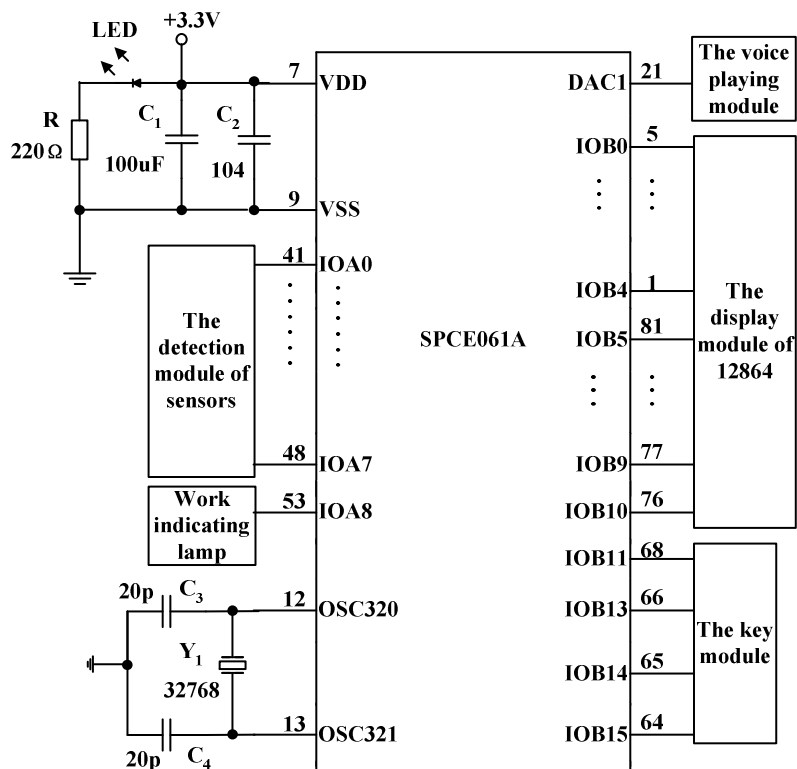 LED
+3.3V
7
VDD
R
220Ω
C1
100uF
C2
104
9
VSS
The
detection
module of
sensors
41
IOA0
48
IOA7
Work
indicating
lamp
53
IOA8
20p
C3
12
OSC320
Y1
32768
13
OSC321
20p
C4
SPCE061A
DAC1
21
The voice
playing
module
IOB0
5
IOB4
1
IOB5
81
IOB9
77
IOB10
76
The
display
module of
12864
IOB11
68
IOB13
66
IOB14
65
IOB15
64
The key
module